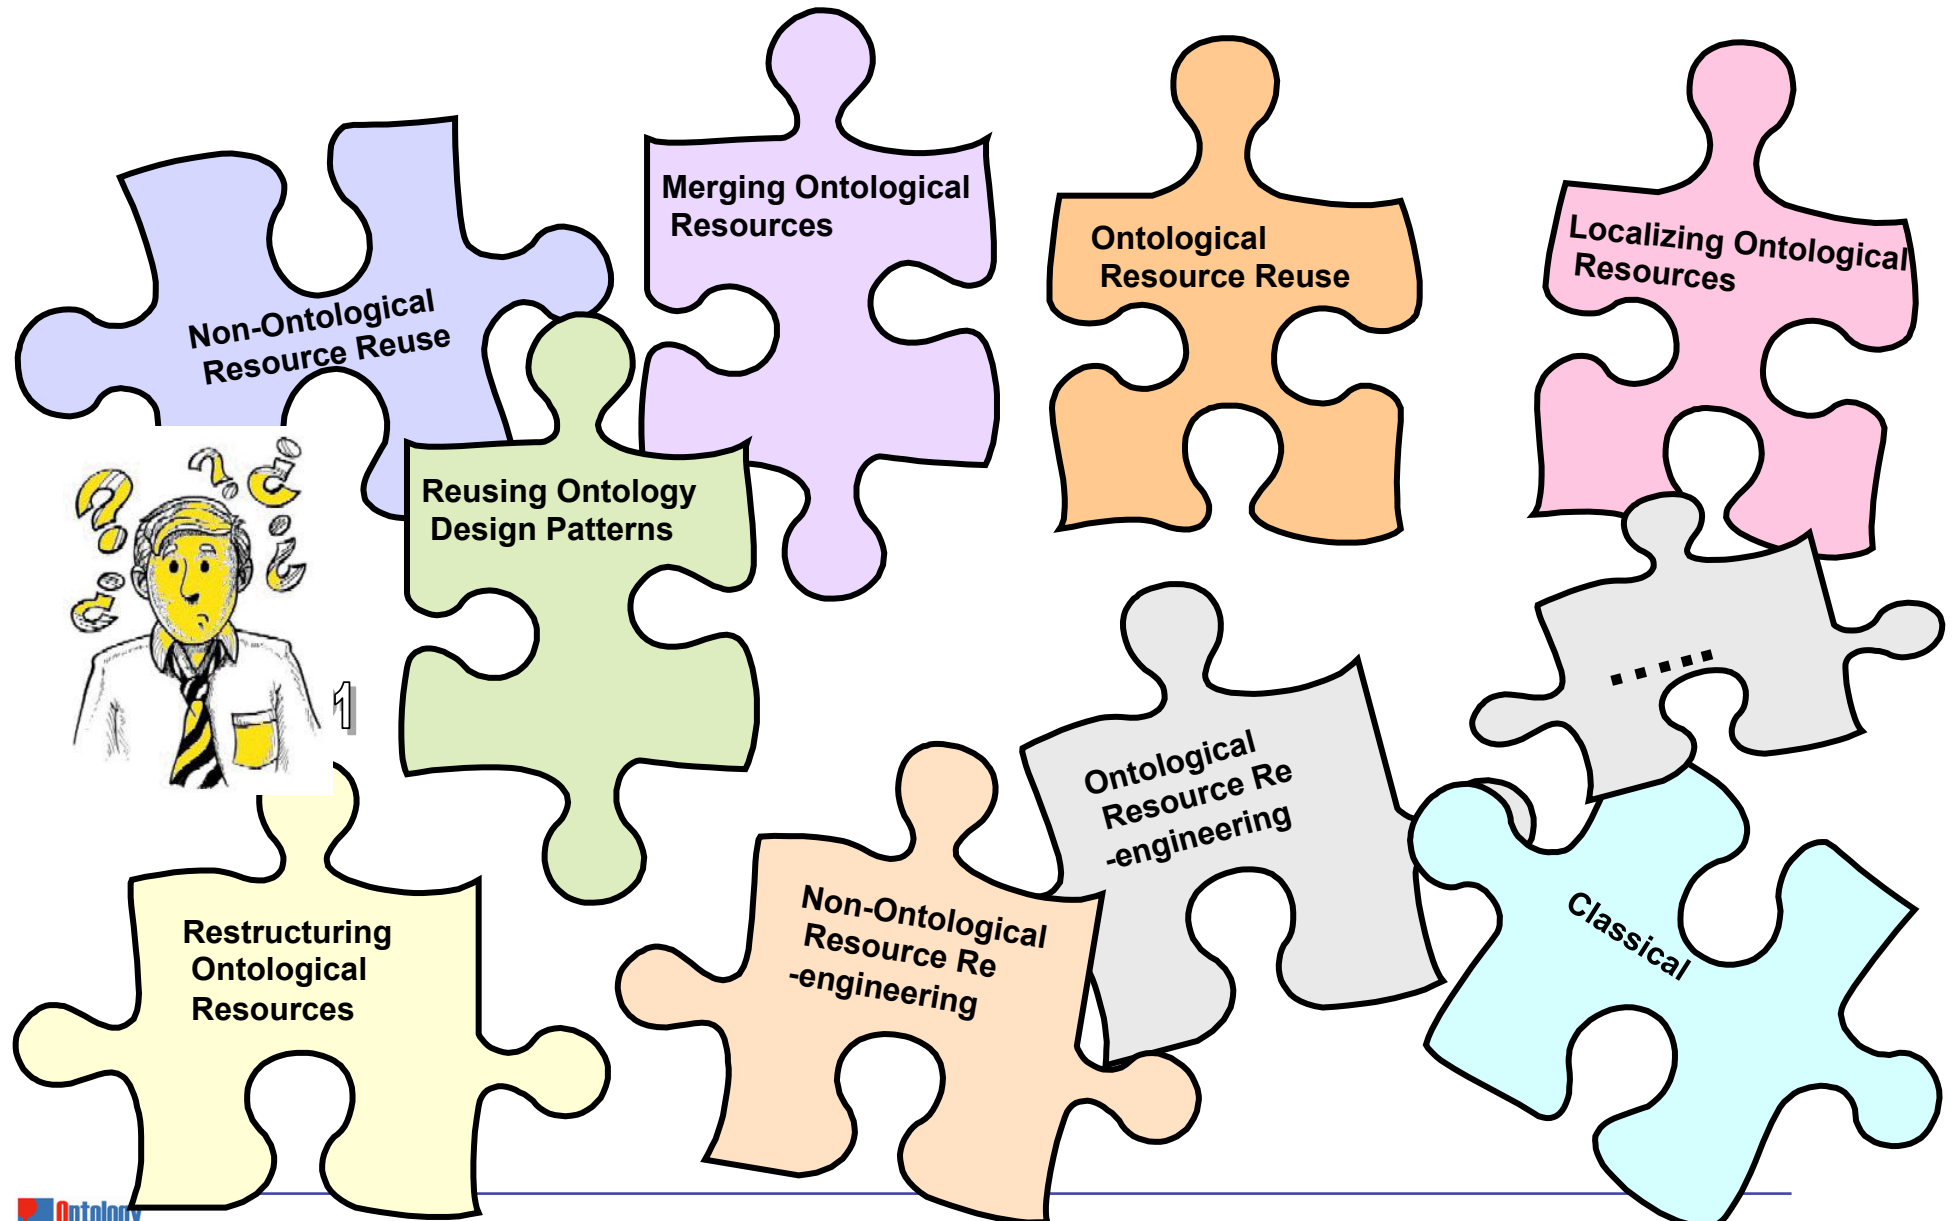 Merging Ontological
Resources
Ontological
Resource Reuse
Localizing Ontological
Resources
Non-Ontological
Resource Reuse
Reusing Ontology
Design Patterns
......
1
Ontological
Resource Re
-engineering
Non-Ontological
Resource Re
-engineering
Classical
Restructuring
Ontological
Resources
Ontology